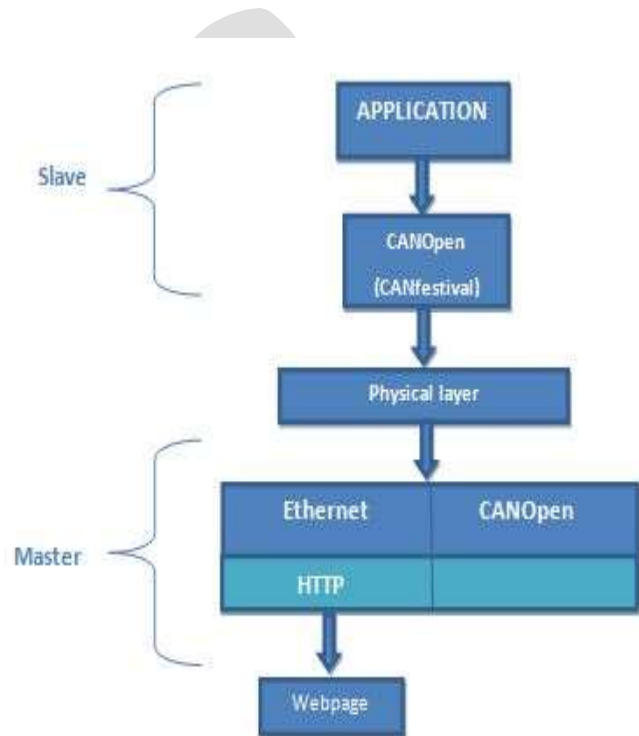 APPLICATION
Slave
CANOpen
(CANfestival)
Physical layer
Ethernet CANOpen
Master
HTTP
Webpage